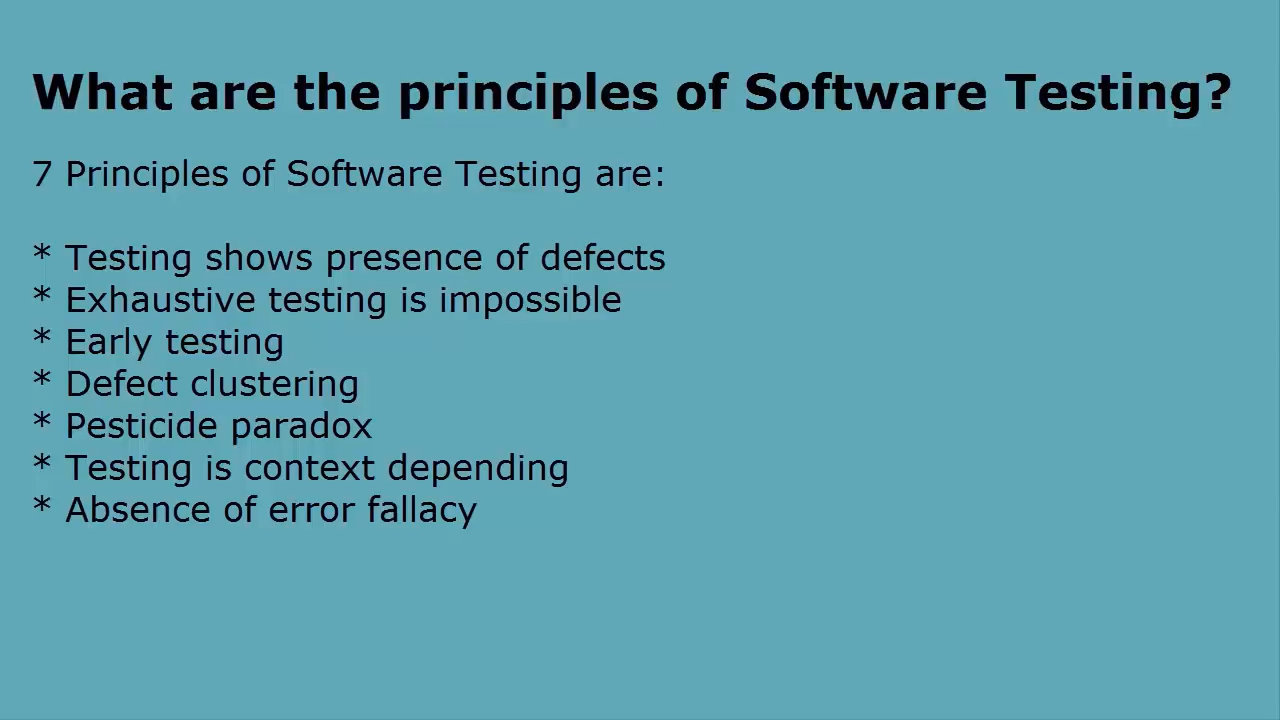 What are the principles of Software Testing?
7 Principles of Software Testing are:
* Testing shows presence of defects
* Exhaustive testing is impossible
* Early testing
* Defect clustering
* Pesticide paradox
* Testing is context depending
* Absence of error fallacy